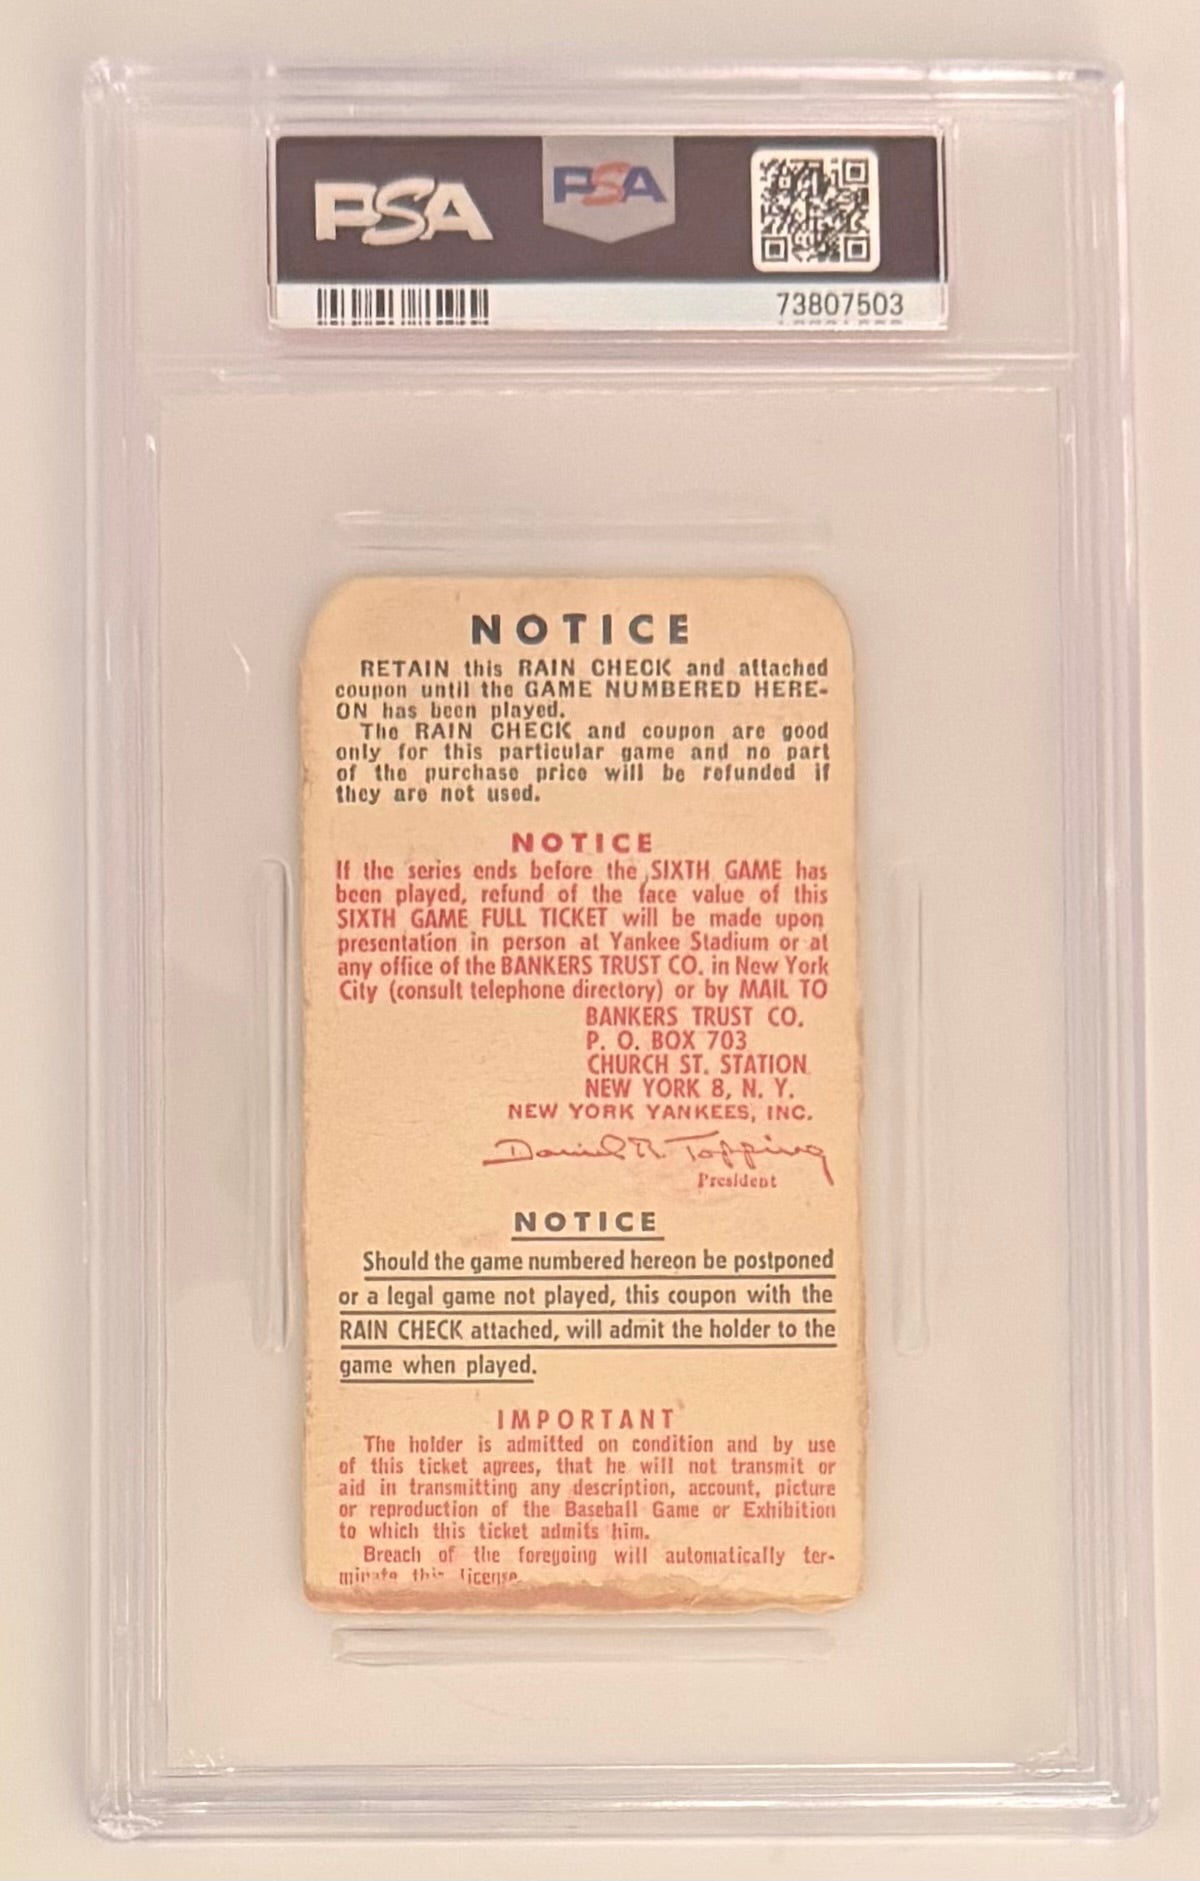 PSA
PSA
73807503
NOTICE
RETAIN this RAIN CHECK and attached
coupon until the GAME NUMBERED HERE-
ON has been played.
The RAIN CHECK and coupon are good
only for this particular game and no part
of the purchase price will be refunded if
they are not used.
NOTICE
If the series ends before the SIXTH GAME has
been played, refund of the face value of this
SIXTH GAME FULL TICKET will be made upon
presentation in person at Yankee Stadium or at
any office of the BANKERS TRUST CO. in New York
City (consult telephone directory) or by MAIL TO
BANKERS TRUST CO.
P. O. BOX 703
CHURCH ST. STATION
NEW YORK 8, N. Y.
NEW YORK YANKEES, INC.
Daniel R. Topping
President
NOTICE
Should the game numbered hereon be postponed
or a legal game not played, this coupon with the
RAIN CHECK attached, will admit the holder to the
game when played.
IMPORTANT
The holder is admitted on condition and by use
of this ticket agrees, that he will not transmit or
aid in transmitting any description, account, picture
or reproduction of the Baseball Game or Exhibition
to which this ticket admits him.
Breach of the foregoing will automatically ter-
minate this license.